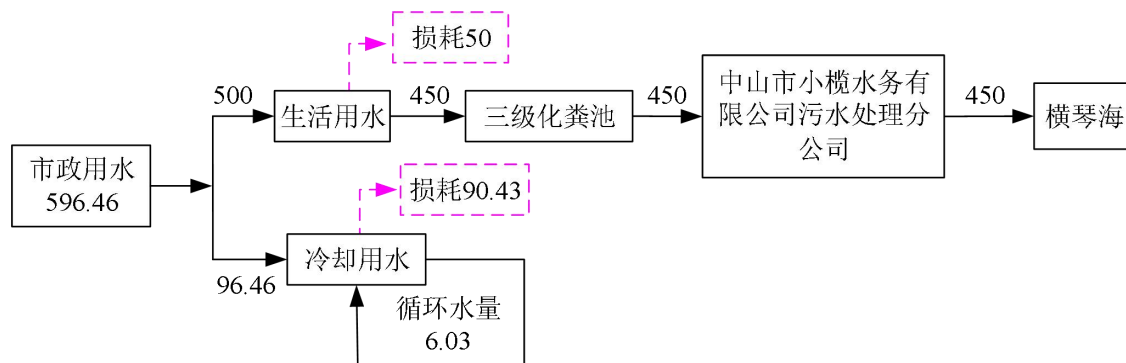 损耗50
500
生活用水
450
三级化粪池
450
中山市小榄水务有
限公司污水处理分
公司
450
横琴海
市政用水
596.46
损耗90.43
96.46
冷却用水
循环水量
6.03